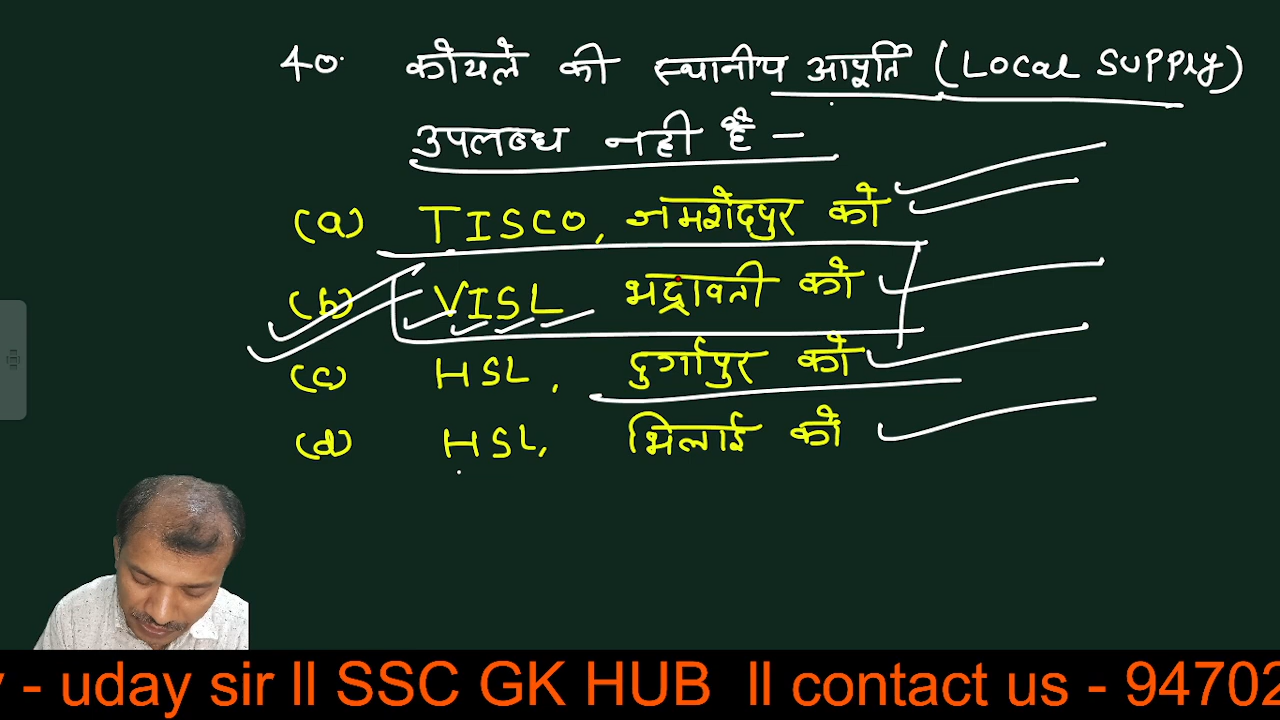 40. कोयले की स्थानीय आपूर्ति (Local Supply)
उपलब्ध नही है -
(a) TISCO, जमशेदपुर को
(b) VISL, भद्रावती को
(c) HSL, दुर्गापुर को
(d) HSL, भिलाई को
y - uday sir ll SSC GK HUB ll contact us - 94702